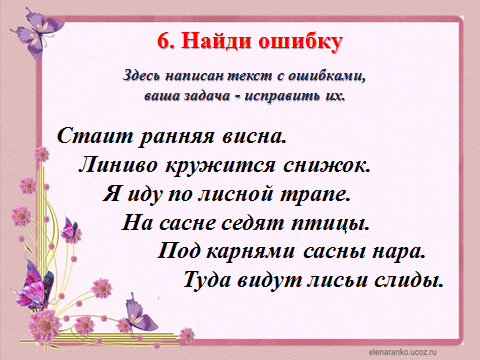 6. Найди ошибку
Здесь написан текст с ошибками,
ваша задача - исправить их.
Стаит ранняя висна.
Линиво кружится снижок.
Я иду по лисной трапе.
На сасне седят птицы.
Под карнями сасны нара.
Туда видут лисьи слиды.
elenaranko.ucoz.ru